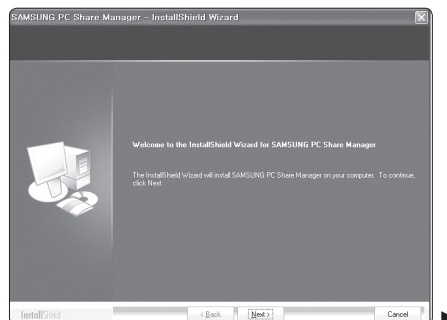 SAMSUNG PC Share Manager - InstallShield Wizard
Welcome to the InstallShield Wizard for SAMSUNG PC Share Manager
The InstallShield Wizard will install SAMSUNG PC Share Manager on your computer. To continue,
click Next.
InstallShield
< Back
Next >
Cancel